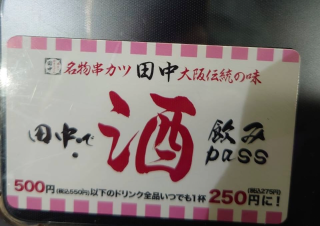 名物串カツ 田中 大阪伝統の味
田中で 酒 飲み
pass
500円(税込550円)以下のドリンク全品いつでも1杯 250円(税込275円)に!